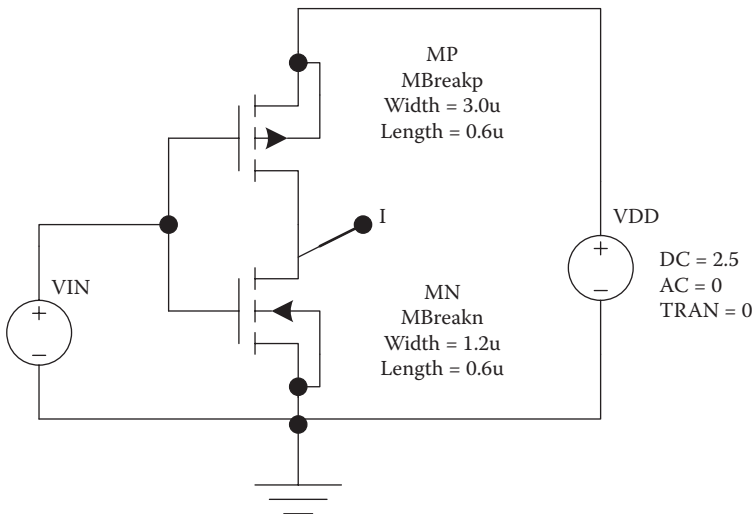 MP
MBreakp
Width = 3.0u
Length = 0.6u
I
VDD
+
−
DC = 2.5
AC = 0
TRAN = 0
VIN
+
−
MN
MBreakn
Width = 1.2u
Length = 0.6u